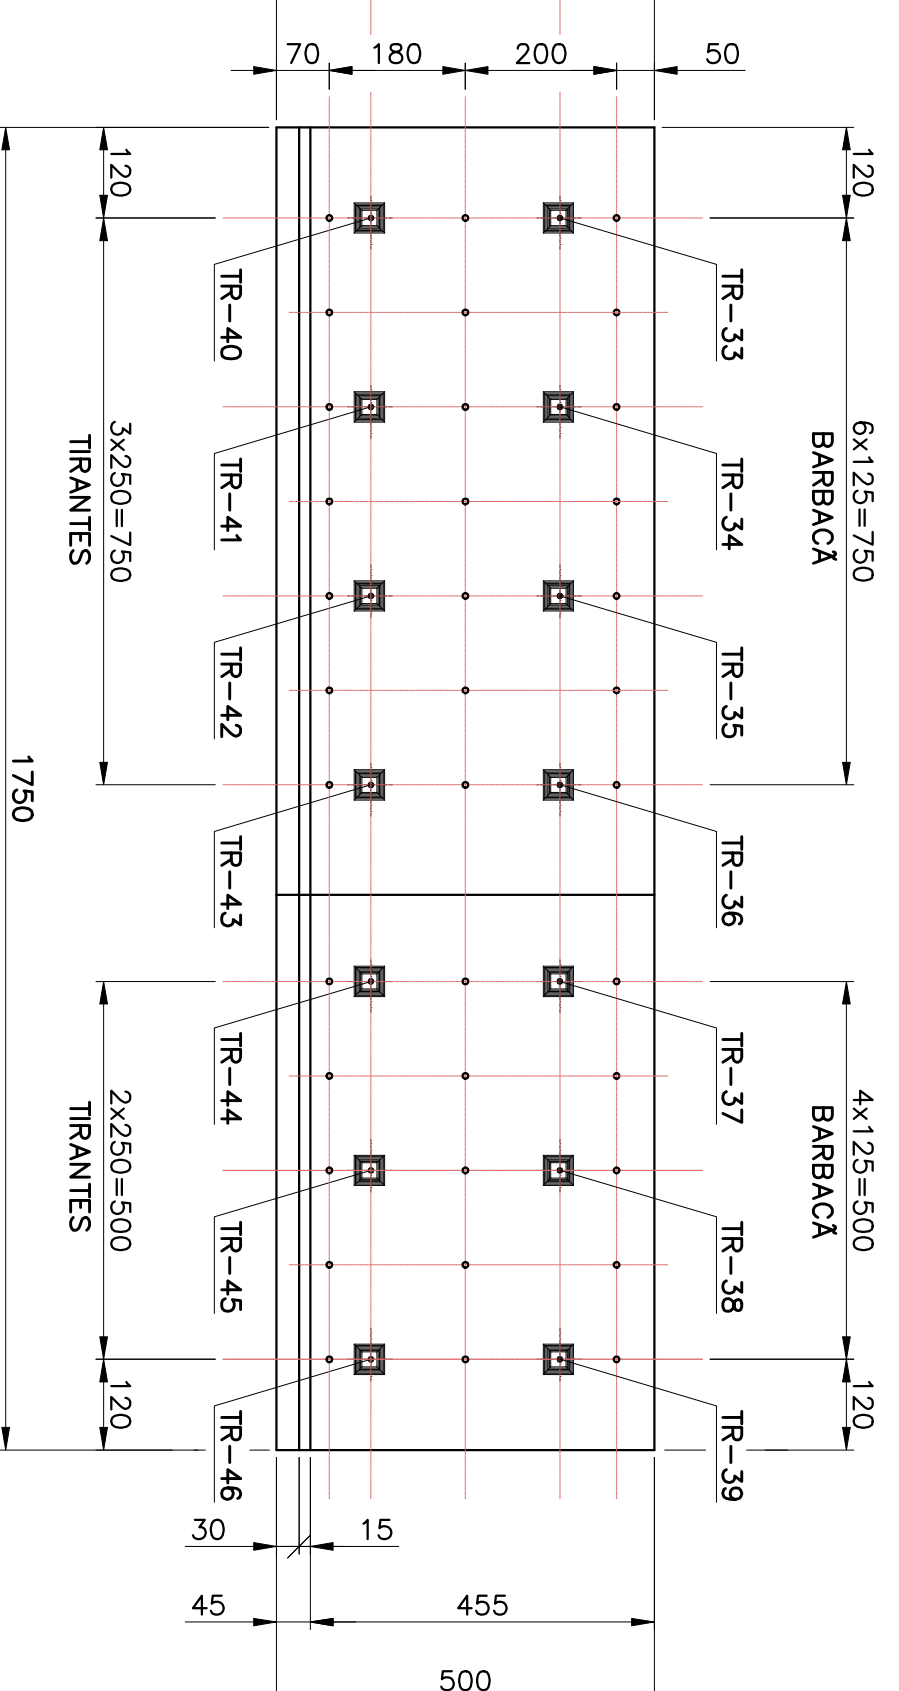 70
180
200
50
120
6x125=750
BARBACÃ
4x125=500
BARBACÃ
120
TR-33
TR-34
TR-35
TR-36
TR-37
TR-38
TR-39
TR-40
TR-41
TR-42
TR-43
TR-44
TR-45
TR-46
120
3x250=750
TIRANTES
2x250=500
TIRANTES
120
1750
30
15
45
455
500